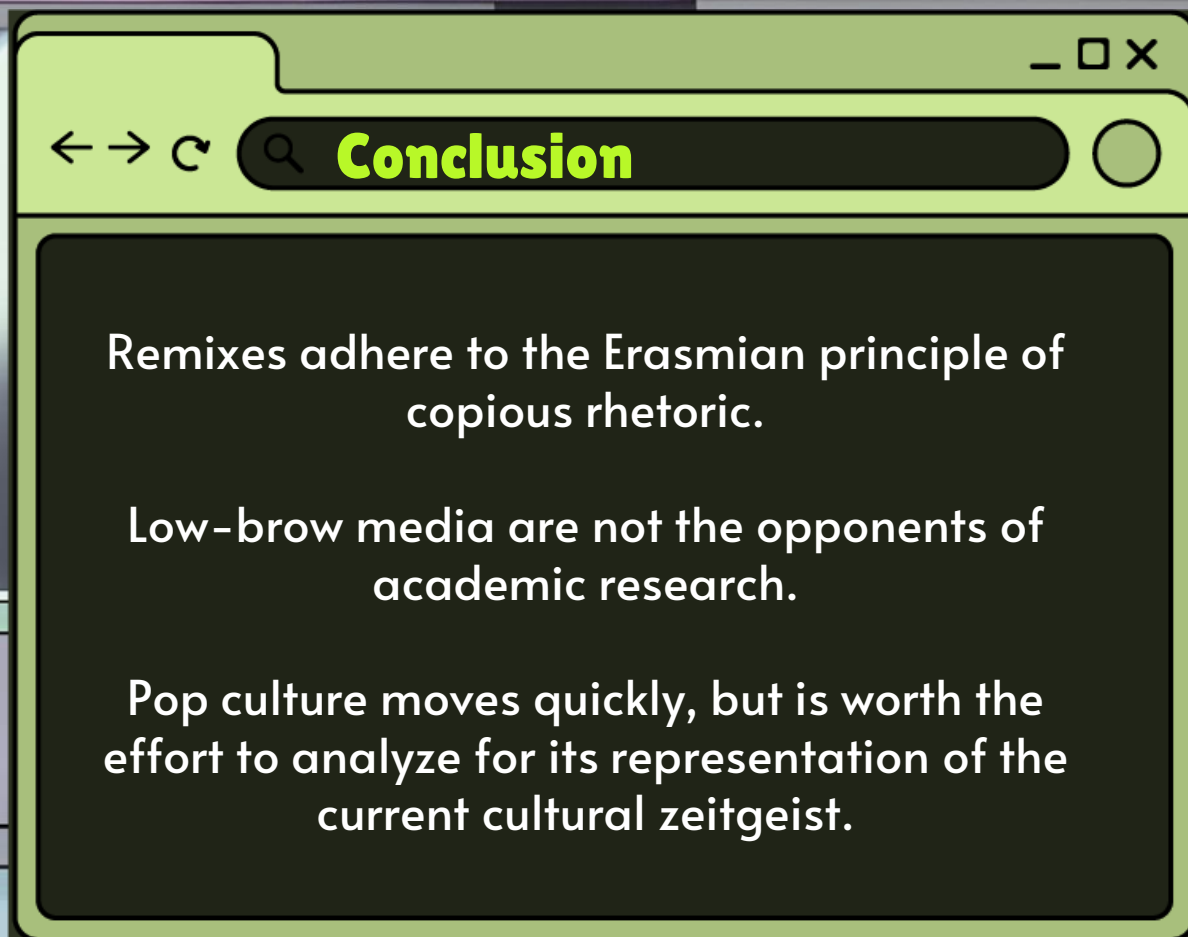 Conclusion
Remixes adhere to the Erasmian principle of
copious rhetoric.
Low-brow media are not the opponents of
academic research.
Pop culture moves quickly, but is worth the
effort to analyze for its representation of the
current cultural zeitgeist.